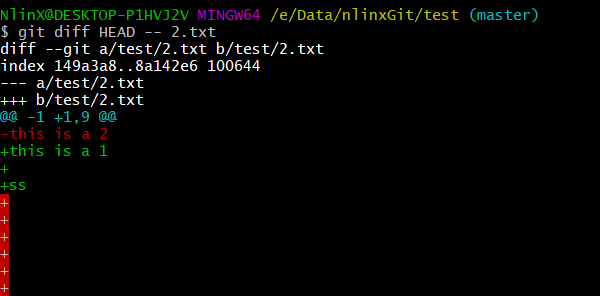 NlinX@DESKTOP-P1HVJ2V MINGW64 /e/Data/nlinxGit/test (master)
$ git diff HEAD -- 2.txt
diff --git a/test/2.txt b/test/2.txt
index 149a3a8..8a142e6 100644
--- a/test/2.txt
+++ b/test/2.txt
@@ -1 +1,9 @@
-this is a 2
+this is a 1
+
+ss
+
+
+
+
+
+